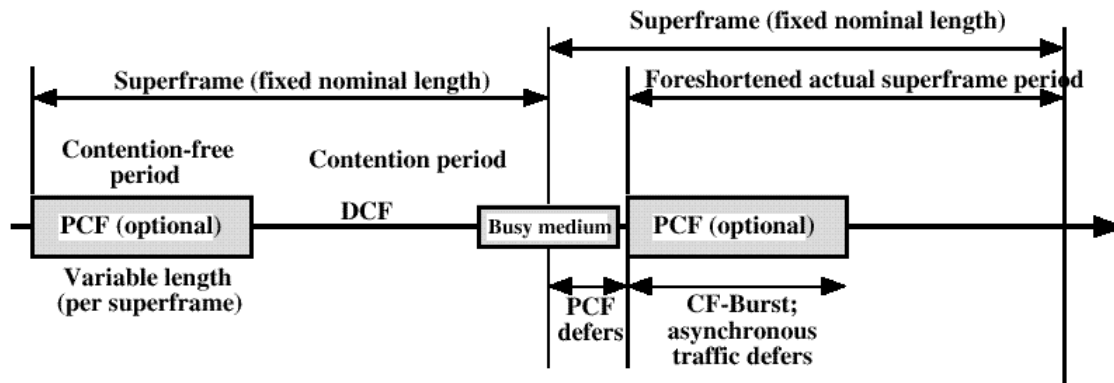 Superframe (fixed nominal length)
Superframe (fixed nominal length)
Foreshortened actual superframe period
Contention-free
period
Contention period
PCF (optional)
DCF
Busy medium
PCF (optional)
Variable length
(per superframe)
PCF
defers
CF-Burst;
asynchronous
traffic defers